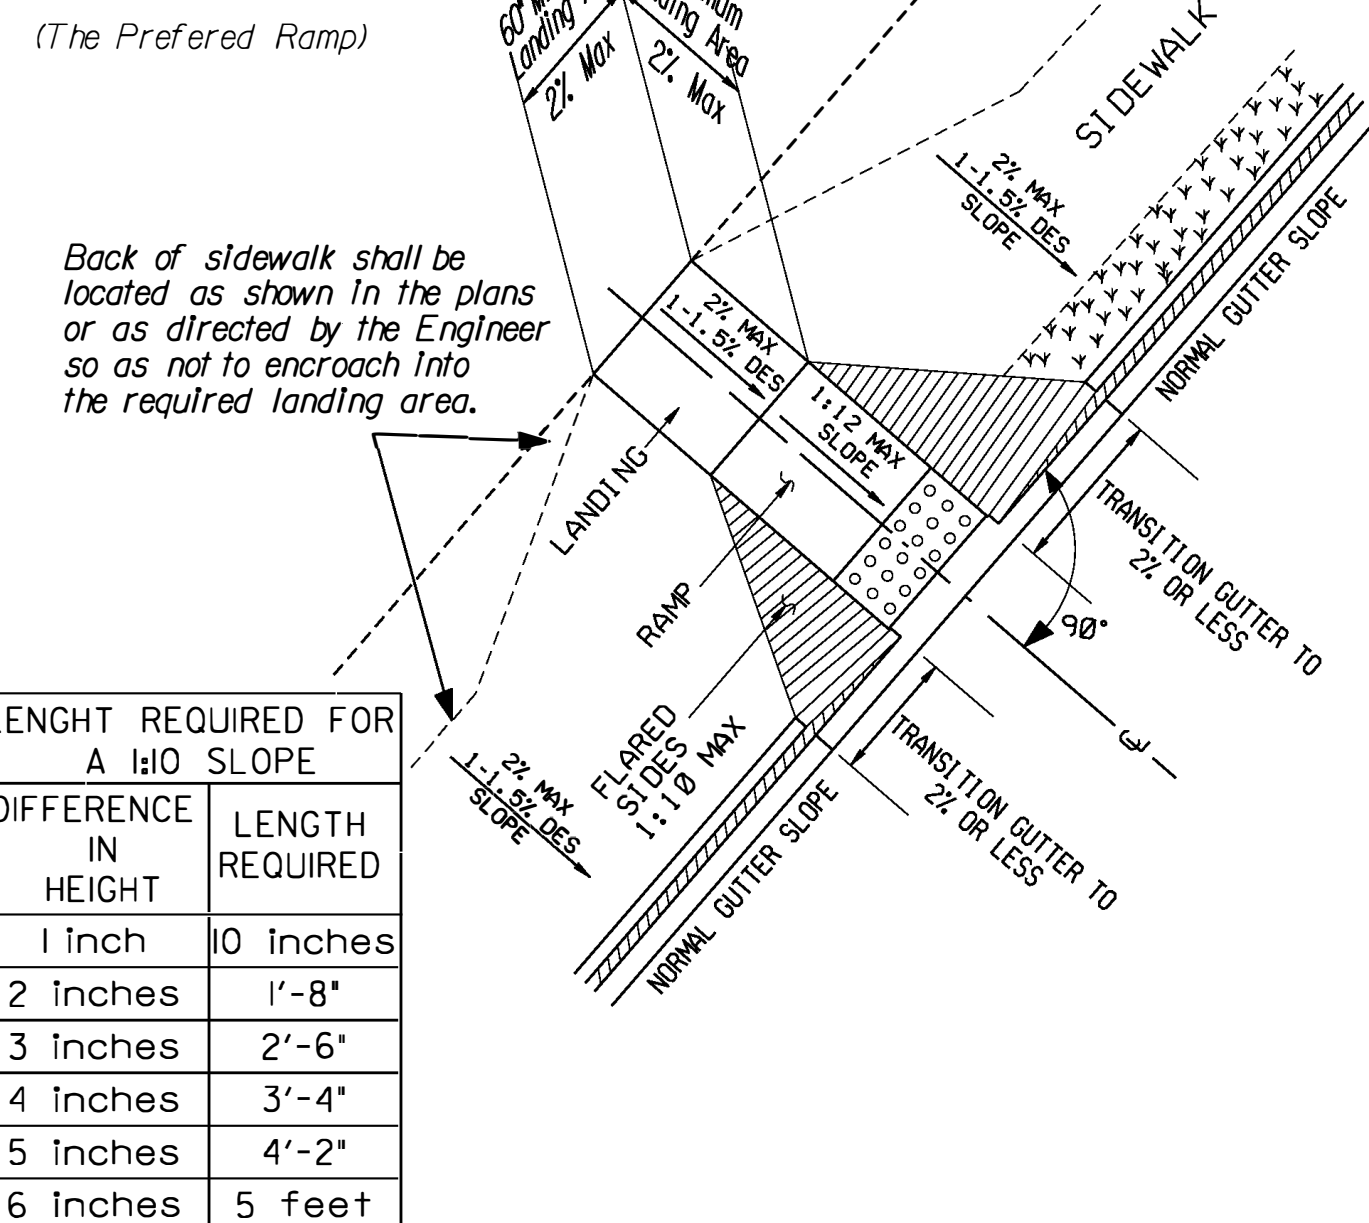 (The Prefered Ramp)
60"
Landing
2% Max
Area
2% Max
SIDEWALK
2% MAX
1-1.5% DES
SLOPE
Back of sidewalk shall be
located as shown in the plans
or as directed by the Engineer
so as not to encroach into
the required landing area.
2% MAX
1-1.5% DES
1:12 MAX
SLOPE
NORMAL GUTTER SLOPE
LANDING
RAMP
TRANSITION GUTTER TO
2% OR LESS
90°
FLARED
SIDES
1:10 MAX
TRANSITION GUTTER TO
2% OR LESS
2% MAX
1-1.5% DES
SLOPE
NORMAL GUTTER SLOPE
LENGHT REQUIRED FOR
A 1:10 SLOPE
DIFFERENCE
IN
HEIGHT
LENGTH
REQUIRED
1 inch 10 inches
2 inches 1'-8"
3 inches 2'-6"
4 inches 3'-4"
5 inches 4'-2"
6 inches 5 feet